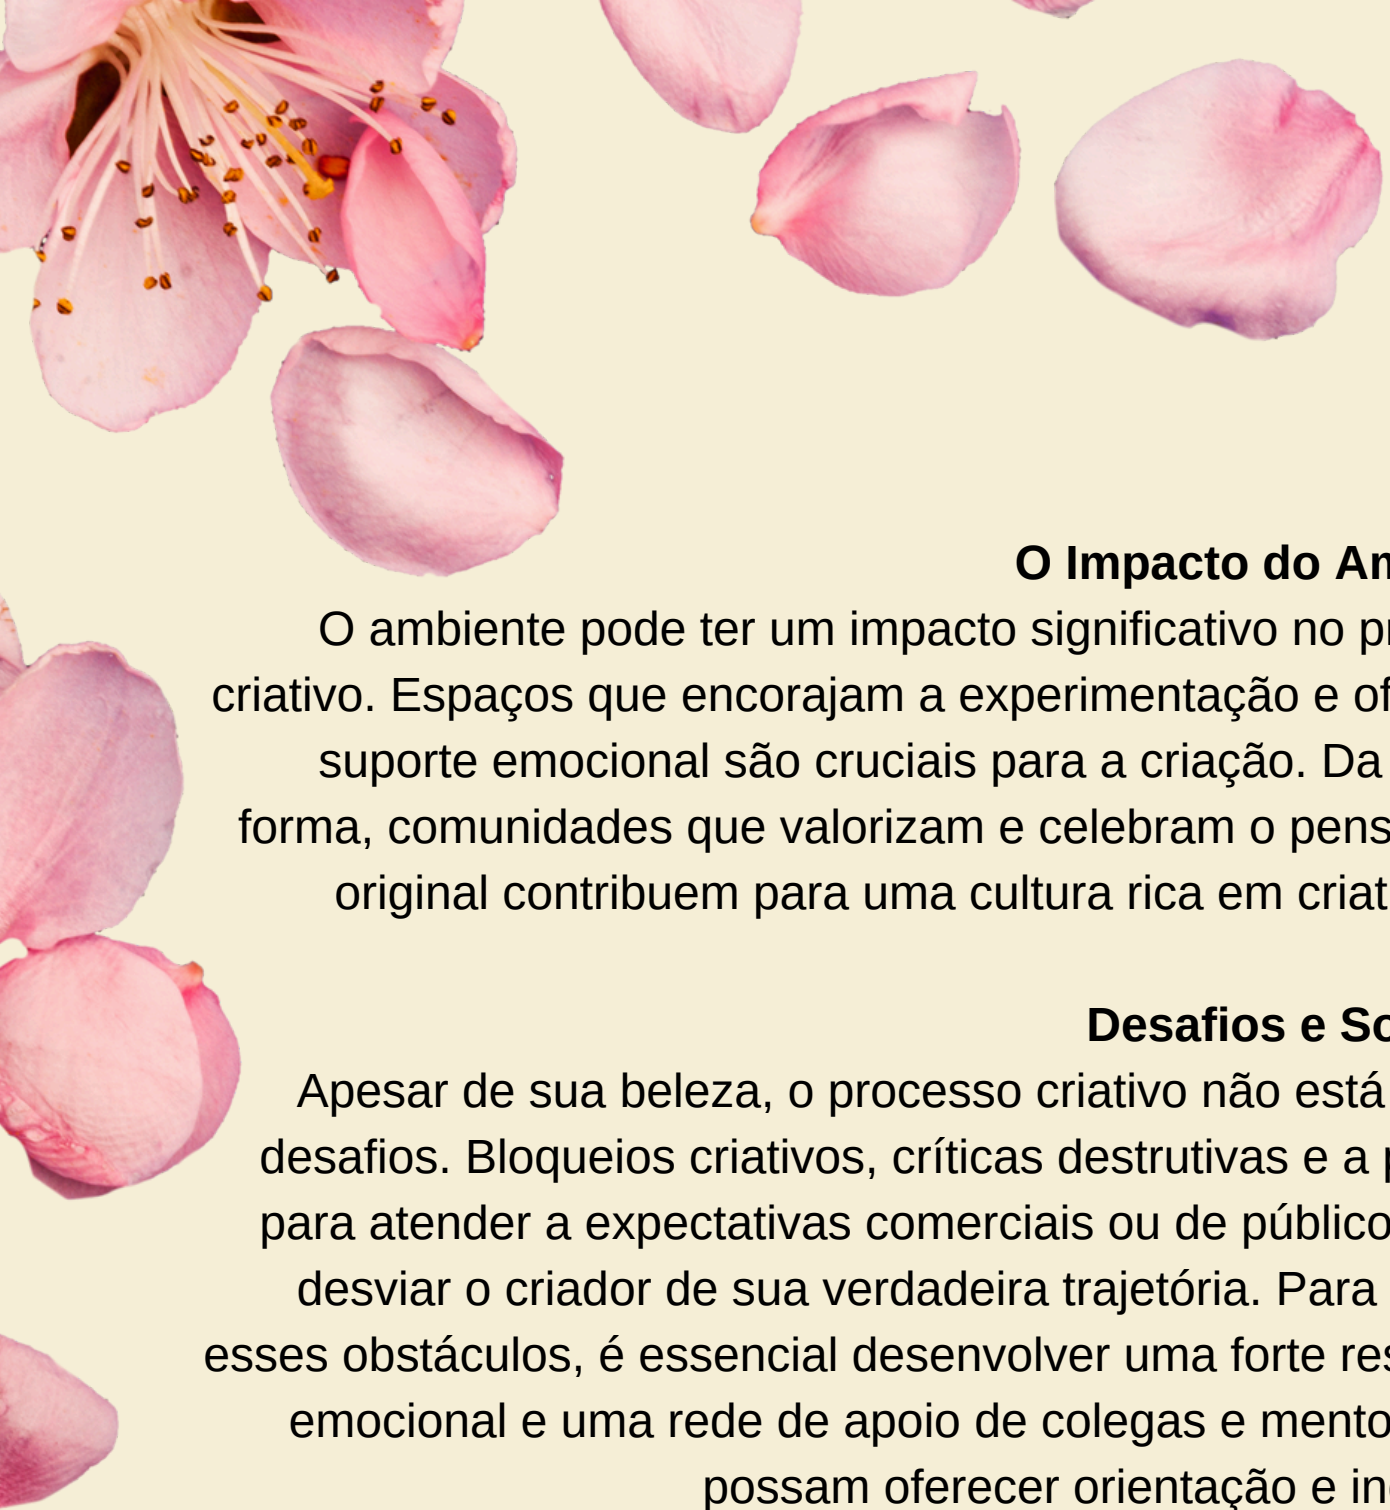 O Impacto do Am
O ambiente pode ter um impacto significativo no pr
criativo. Espaços que encorajam a experimentação e of
suporte emocional são cruciais para a criação. Da
forma, comunidades que valorizam e celebram o pens
original contribuem para uma cultura rica em criat
Desafios e So
Apesar de sua beleza, o processo criativo não está
desafios. Bloqueios criativos, críticas destrutivas e a p
para atender a expectativas comerciais ou de público
desviar o criador de sua verdadeira trajetória. Para
esses obstáculos, é essencial desenvolver uma forte res
emocional e uma rede de apoio de colegas e mento
possam oferecer orientação e in